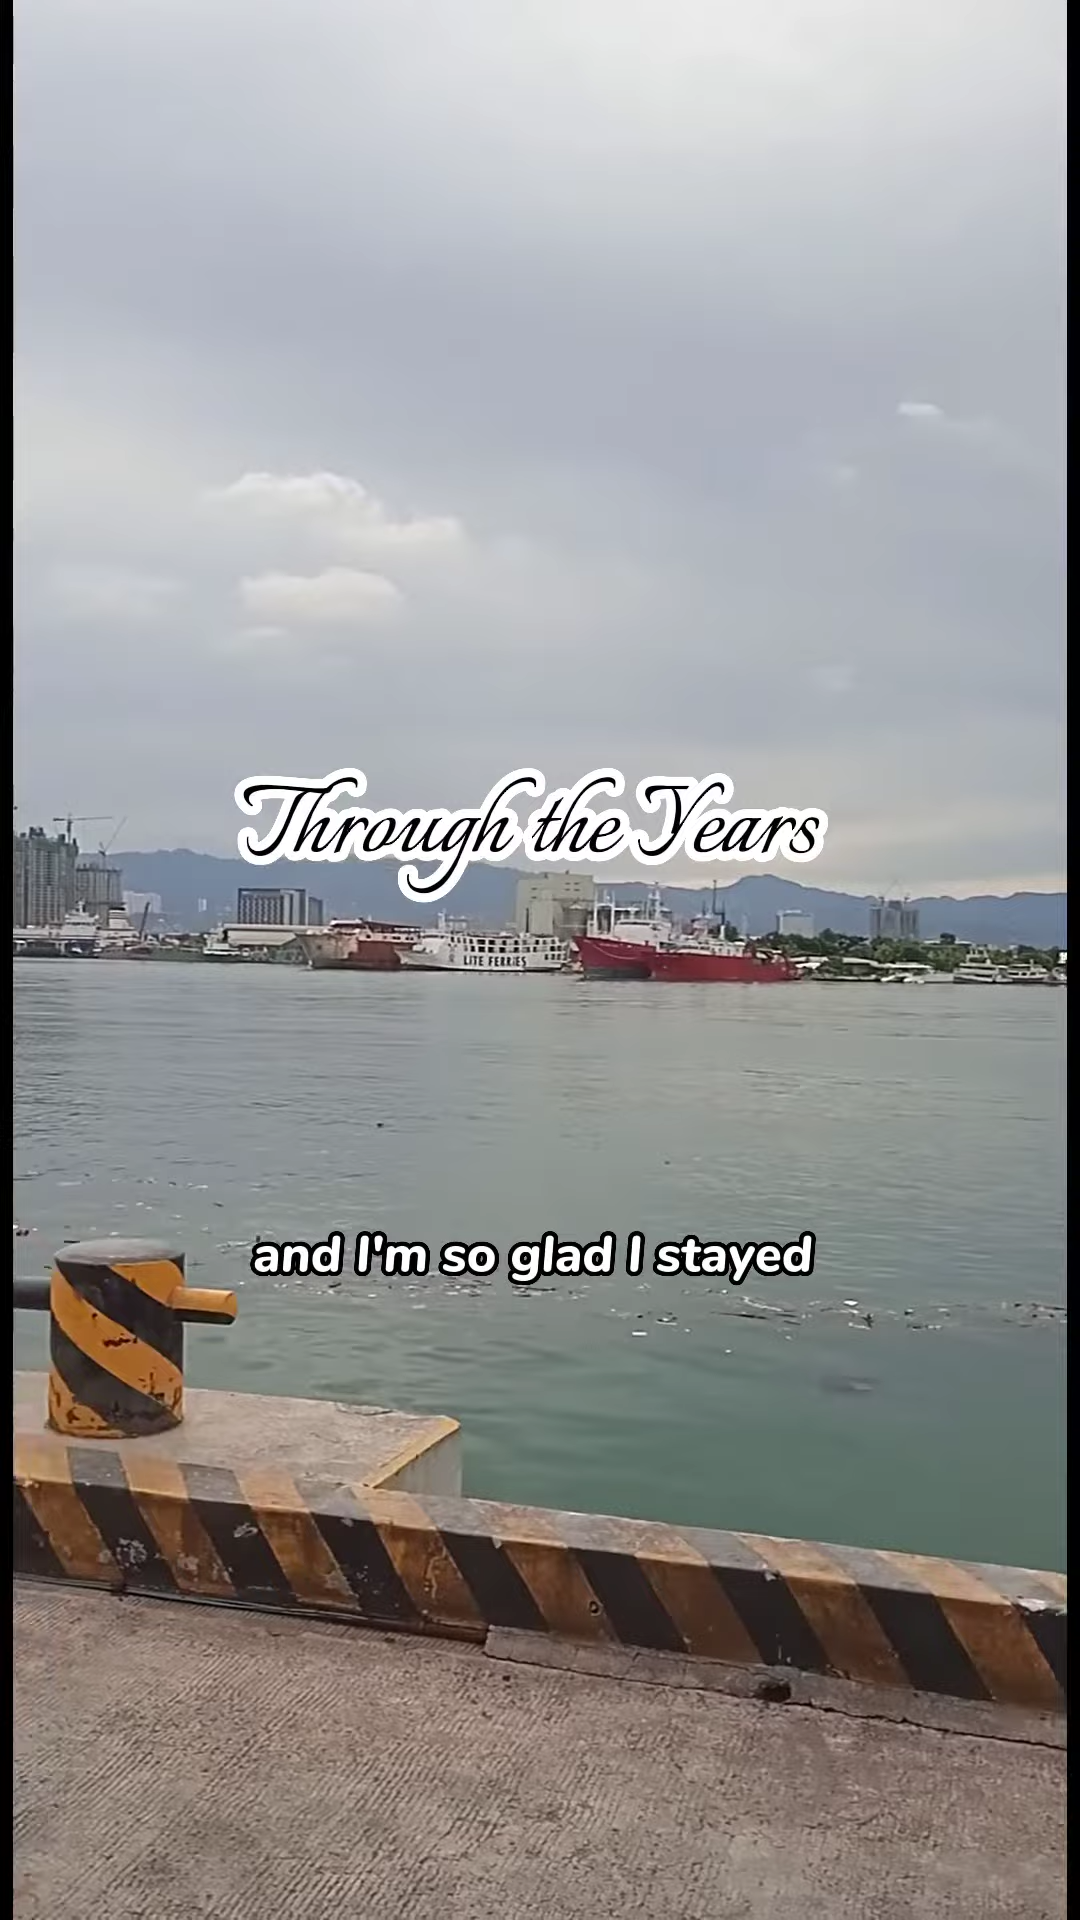 Through the Years
LITE FERRIES
and I'm so glad I stayed